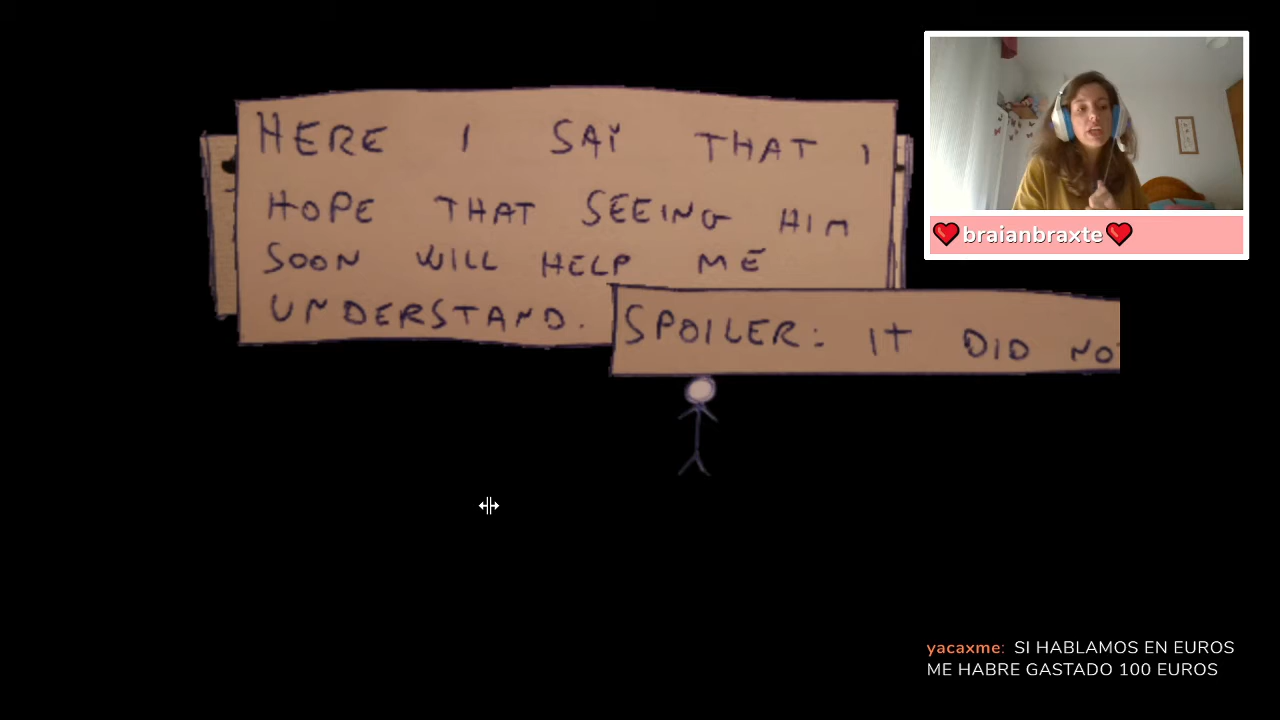 HERE I SAY THAT I
HOPE THAT SEEING HIM
SOON WILL HELP ME
UNDERSTAND.
SPOILER: IT DID NO
braianbraxte
yacaxme: SI HABLAMOS EN EUROS
ME HABRE GASTADO 100 EUROS